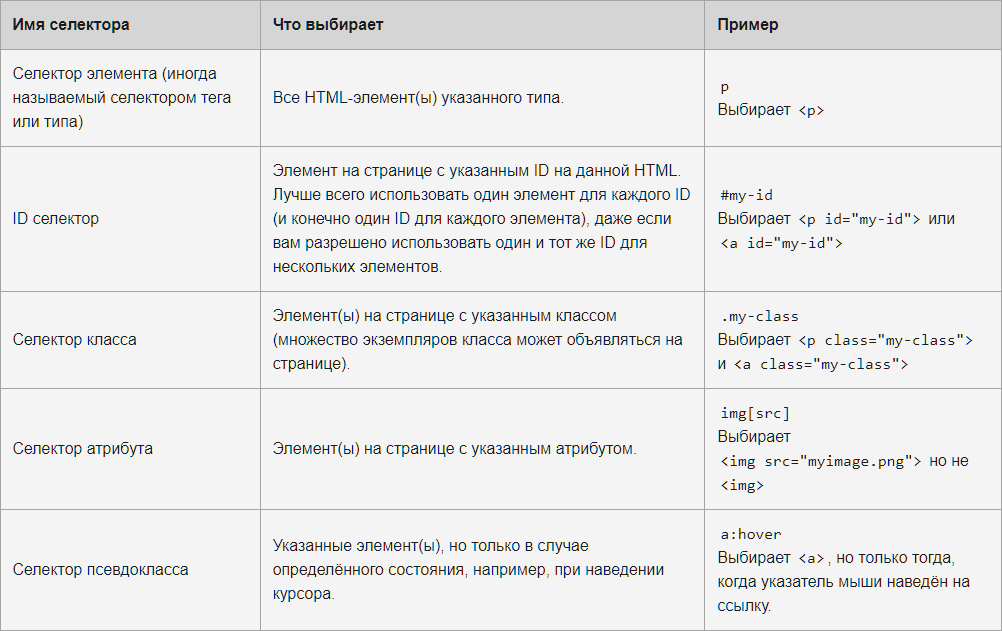 Имя селектора
Что выбирает
Пример
Селектор элемента (иногда
называемый селектором тега
или типа)
Все HTML-элемент(ы) указанного типа.
p
Выбирает <p>
ID селектор
Элемент на странице с указанным ID на данной HTML.
Лучше всего использовать один элемент для каждого ID
(и конечно один ID для каждого элемента), даже если
вам разрешено использовать один и тот же ID для
нескольких элементов.
#my-id
Выбирает <p id="my-id"> или
<a id="my-id">
Селектор класса
Элемент(ы) на странице с указанным классом
(множество экземпляров класса может объявляться на
странице).
.my-class
Выбирает <p class="my-class">
и <a class="my-class">
Селектор атрибута
Элемент(ы) на странице с указанным атрибутом.
img[src]
Выбирает
<img src="myimage.png"> но не
<img>
Селектор псевдокласса
Указанные элемент(ы), но только в случае
определённого состояния, например, при наведении
курсора.
a:hover
Выбирает <a>, но только тогда,
когда указатель мыши наведён на
ссылку.